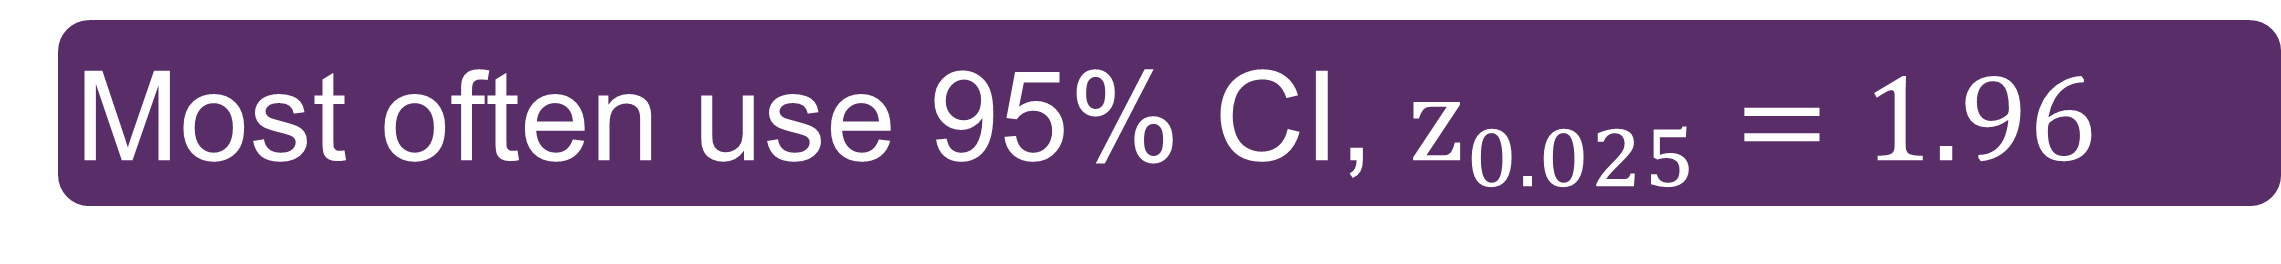 Most often use 95% CI, z₀.₀₂₅ = 1.96